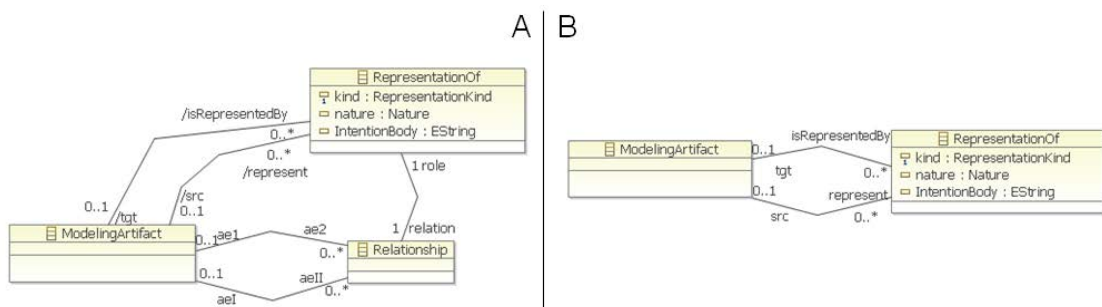 A
B
RepresentationOf
kind : RepresentationKind
nature : Nature
IntentionBody : EString
/isRepresentedBy
0..*
0..*
/represent
1 role
/src
0..1
0..1
/tgt
ModelingArtifact
0..1
ae1
ae2
0..*
1 relation
Relationship
0..1
aeI
aeII
0..*
isRepresentedBy
RepresentationOf
ModelingArtifact
0..1
tgt
0..*
kind : RepresentationKind
nature : Nature
IntentionBody : EString
0..1
src
represent
0..*